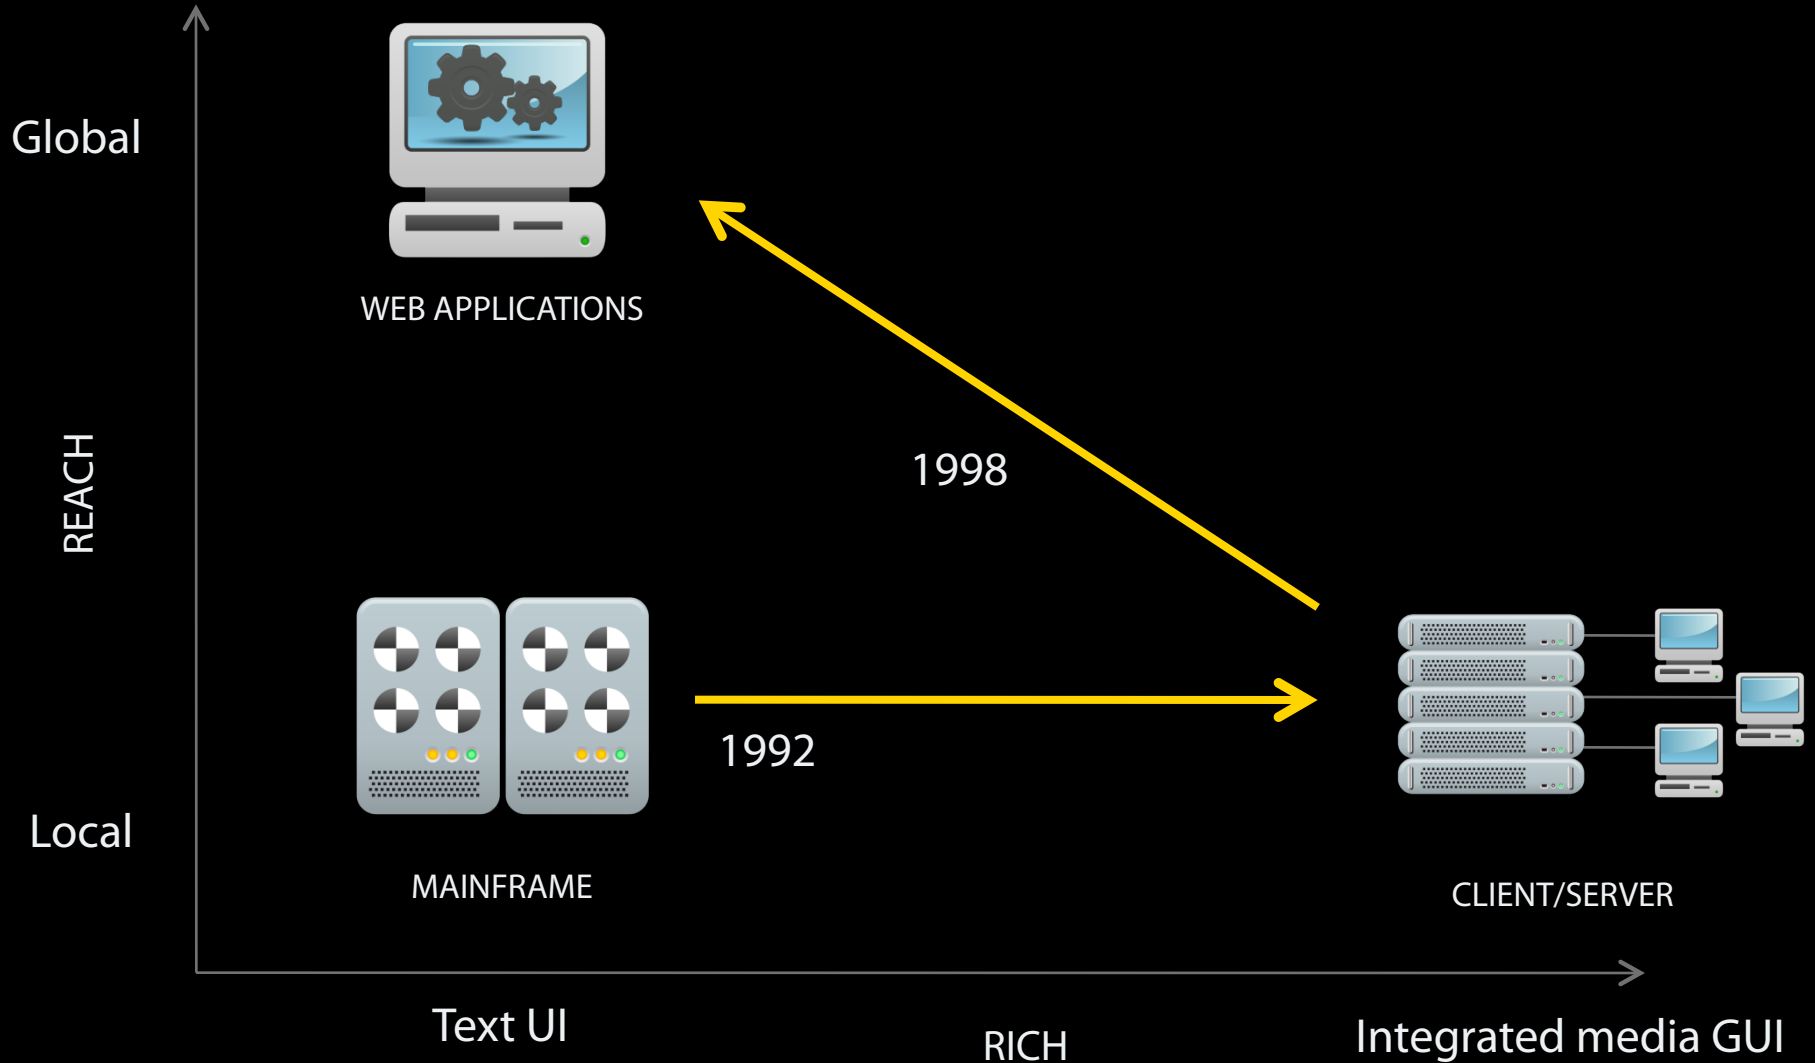 Global
WEB APPLICATIONS
REACH
1998
1992
Local
MAINFRAME
CLIENT/SERVER
Text UI
RICH
Integrated media GUI